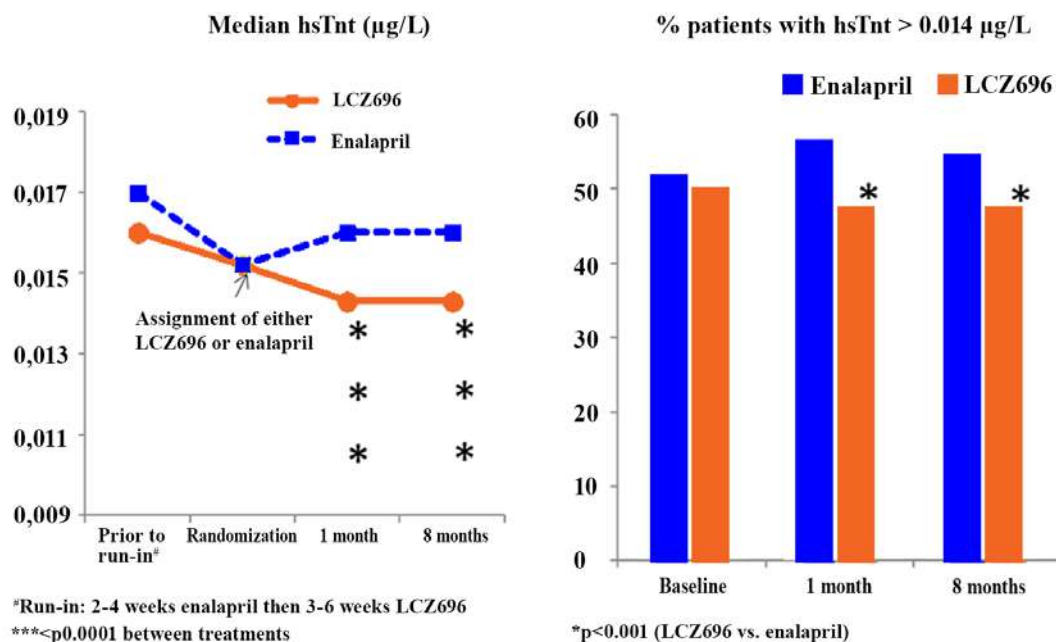 Median hsTnt (µg/L)
LCZ696
Enalapril
0,019
0,017
0,015
0,013
0,011
0,009
Assignment of either
LCZ696 or enalapril
*
*
*
*
*
*
Prior to
run-in#
Randomization
1 month
8 months
#Run-in: 2-4 weeks enalapril then 3-6 weeks LCZ696
***<p0.0001 between treatments
% patients with hsTnt > 0.014 µg/L
Enalapril
LCZ696
60
50
40
30
20
10
0
*
*
Baseline
1 month
8 months
*p<0.001 (LCZ696 vs. enalapril)